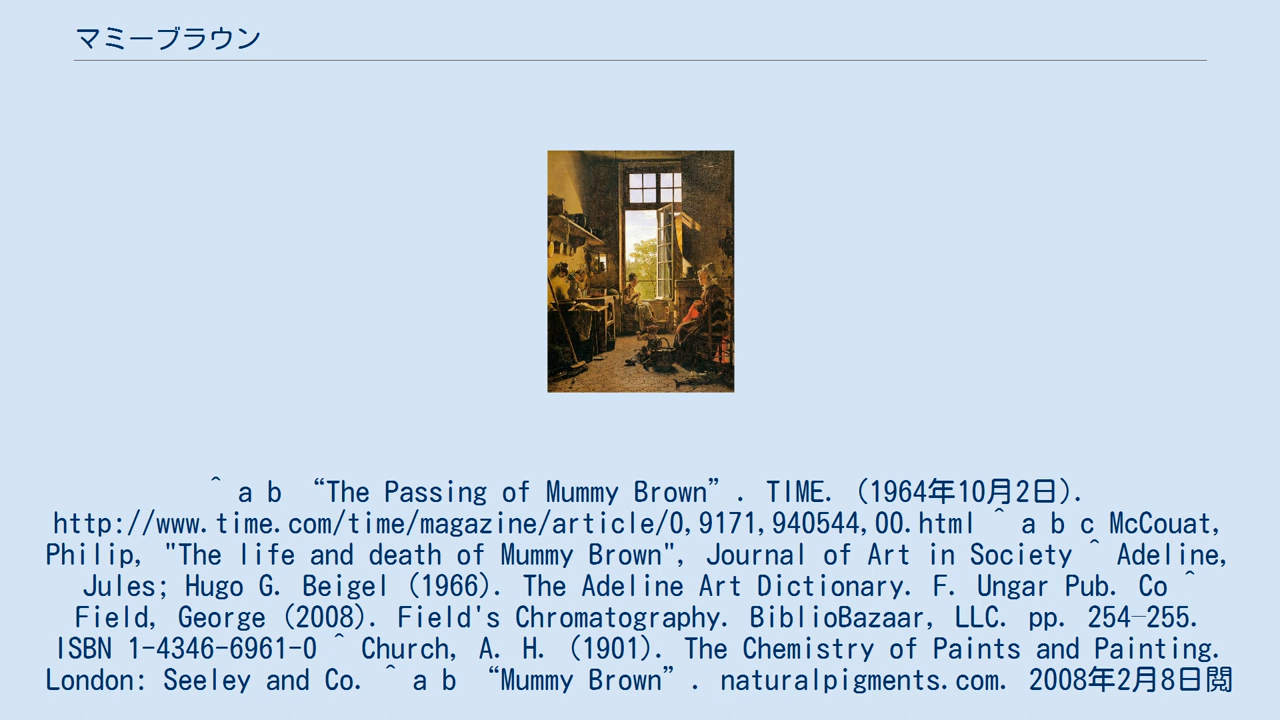 マミーブラウン
^ a b “The Passing of Mummy Brown”. TIME. (1964年10月2日).
http://www.time.com/time/magazine/article/0,9171,940544,00.html ^ a b c McCouat,
Philip, "The life and death of Mummy Brown", Journal of Art in Society ^ Adeline,
Jules; Hugo G. Beigel (1966). The Adeline Art Dictionary. F. Ungar Pub. Co ^
Field, George (2008). Field's Chromatography. BiblioBazaar, LLC. pp. 254–255.
ISBN 1-4346-6961-0 ^ Church, A. H. (1901). The Chemistry of Paints and Painting.
London: Seeley and Co. ^ a b “Mummy Brown”. naturalpigments.com. 2008年2月8日閲